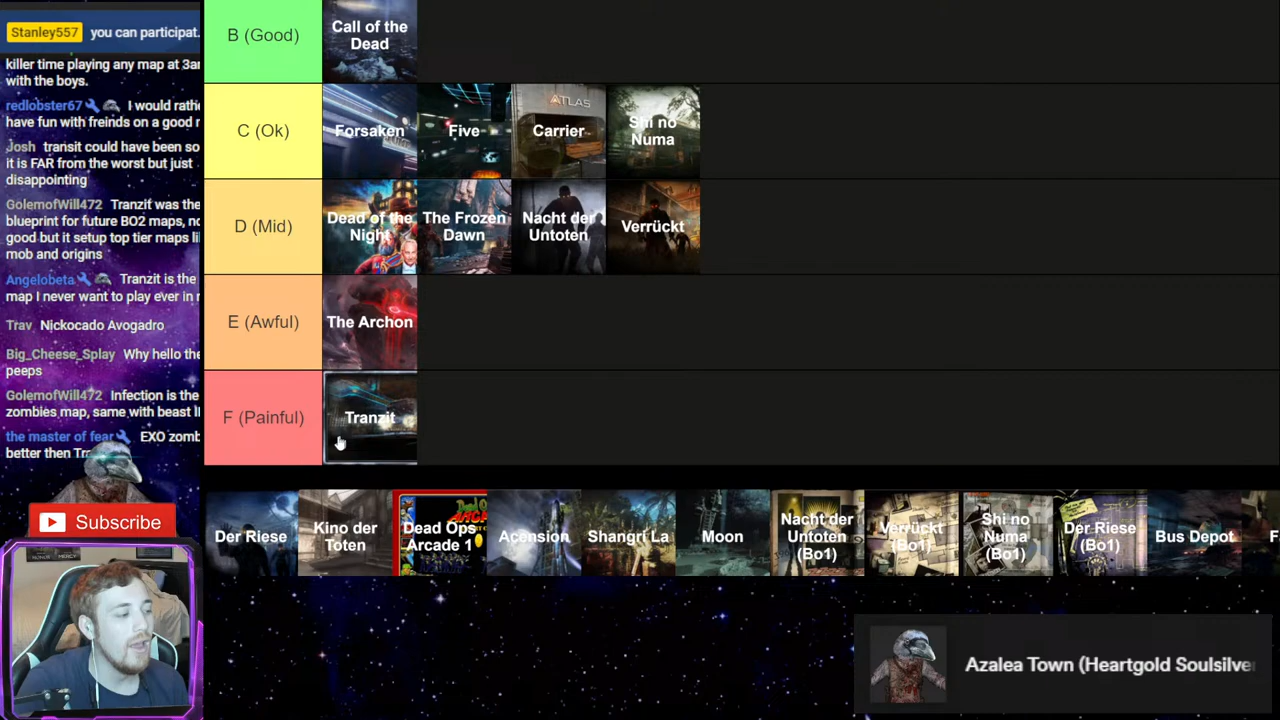 Stanley557 you can participat.
killer time playing any map at 3a
with the boys.
redlobster67 I would rath
have fun with freinds on a good
Josh transit could have been so
it is FAR from the worst but just
disappointing
GolemofWill472 Tranzit was the
blueprint for future BO2 maps, no
good but it setup top tier maps li
mob and origins
Angelobeta Tranzit is the
map I never want to play ever in
Trav Nickocado Avogadro
Big_Cheese_Splay Why hello the
peeps
GolemofWill472 Infection is the
zombies map, same with beast
the master of fear EXO zomb
better then Tr
Subscribe
B (Good)
Call of the
Dead
C (Ok)
Forsaken
Five
ATLAS
Carrier
Shi no
Numa
D (Mid)
Dead of the
Night
The Frozen
Dawn
Nacht der
Untoten
Verrückt
E (Awful)
The Archon
F (Painful)
Tranzit
Der Riese
Kino der
Toten
Dead Ops
Arcade 1
Acension
Shangri La
Moon
Nacht der
Untoten
(Bo1)
Verrückt
(Bo1)
Shi no
Numa
(Bo1)
Der Riese
(Bo1)
Bus Depot
F
Azalea Town (Heartgold Soulsilve